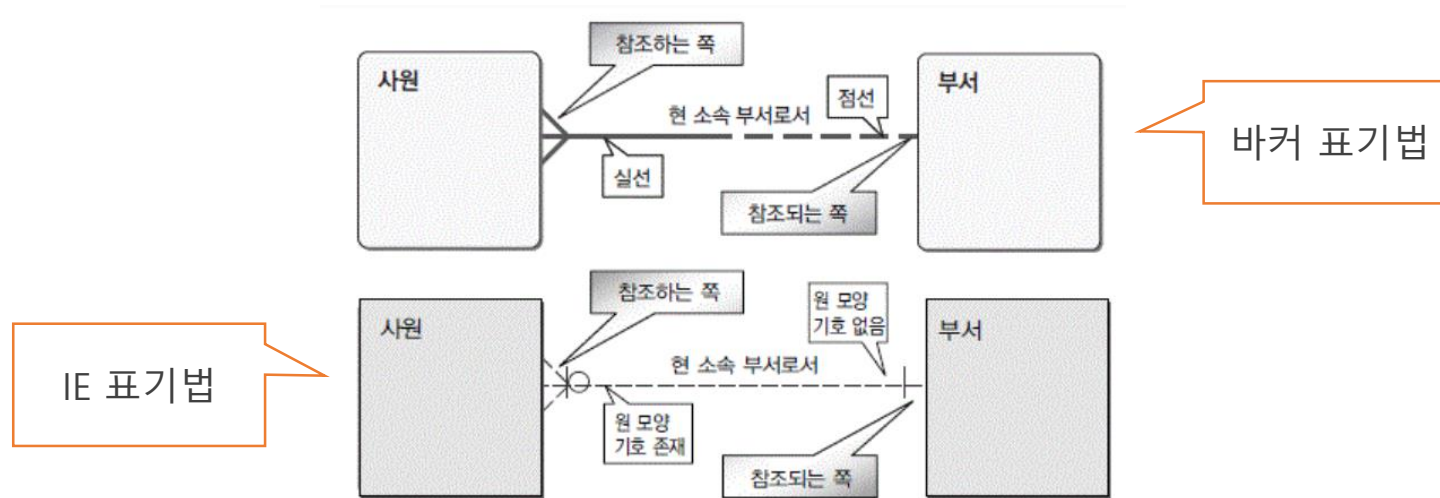 참조하는 쪽
사원
부서
점선
현 소속 부서로서
바커 표기법
실선
참조되는 쪽
참조하는 쪽
원 모양
기호 없음
사원
부서
현 소속 부서로서
IE 표기법
원 모양
기호 존재
참조되는 쪽